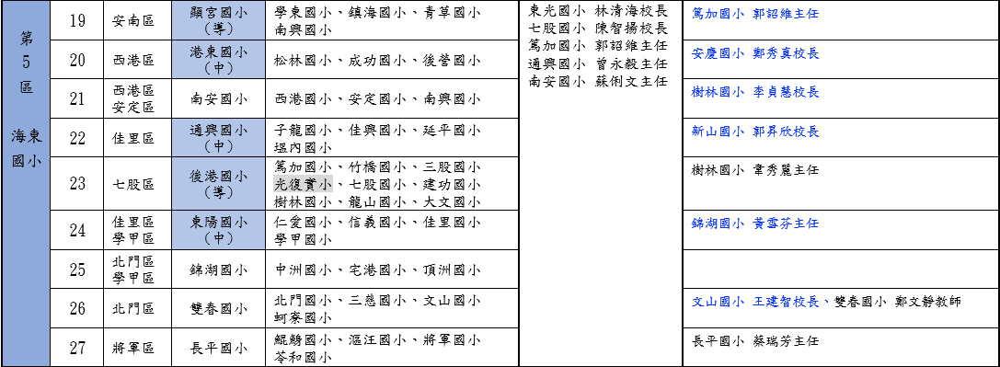 第
5
區
海東
國小
19
安南區
顯宮國小
(導)
學東國小、鎮海國小、青草國小
南興國小
東光國小 林清海校長
七股國小 陳智揚校長
篤加國小 郭詔維主任
通興國小 曾永毅主任
南安國小 蘇俐文主任
篤加國小 郭詔維主任
20
西港區
港東國小
(中)
松林國小、成功國小、後營國小
安慶國小 鄭秀真校長
21
西港區
安定區
南安國小
西港國小、安定國小、南興國小
樹林國小 李貞慧校長
22
佳里區
通興國小
(中)
子龍國小、佳興國小、延平國小
塭內國小
新山國小 郭昇欣校長
23
七股區
後港國小
(導)
篤加國小、竹橋國小、三股國小
光復實小、七股國小、建功國小
樹林國小、龍山國小、大文國小
樹林國小 韋秀麗主任
24
佳里區
學甲區
東陽國小
(中)
仁愛國小、信義國小、佳里國小
學甲國小
錦湖國小 黃雪芬主任
25
北門區
學甲區
錦湖國小
中洲國小、宅港國小、頂洲國小
26
北門區
雙春國小
北門國小、三慈國小、文山國小
蚵寮國小
文山國小 王建智校長、雙春國小 鄭文靜教師
27
將軍區
長平國小
鯤鯓國小、漚汪國小、將軍國小
苓和國小
長平國小 蔡瑞芳主任